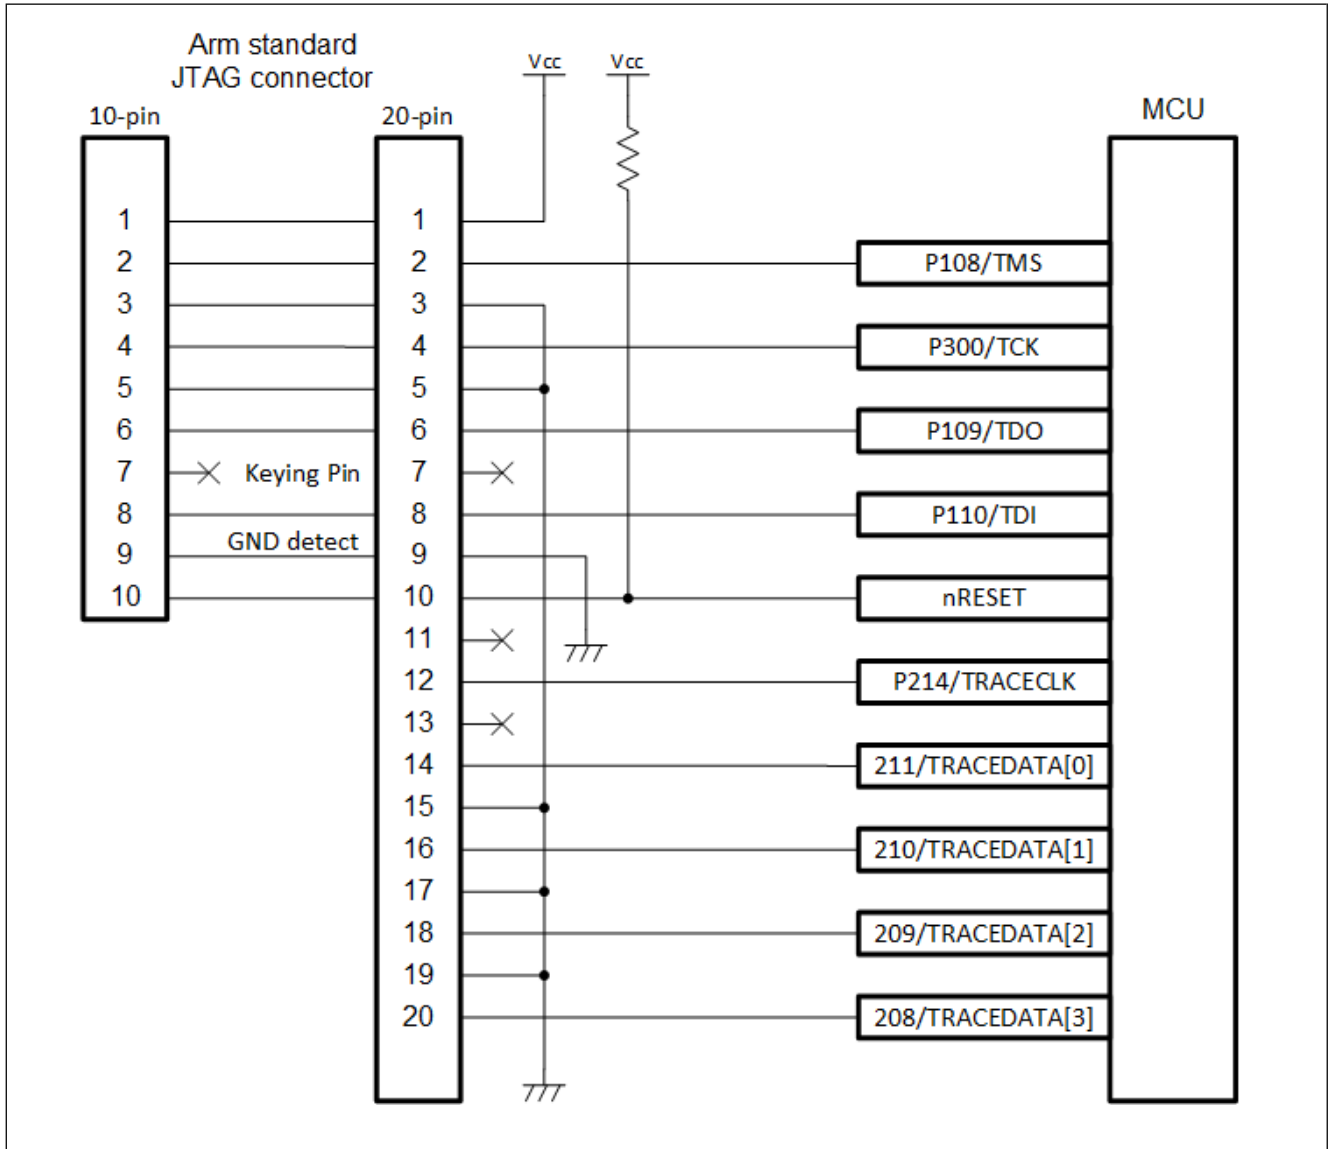 Arm standard
JTAG connector
10-pin
20-pin
Vcc
Vcc
MCU
1 1
2 2 P108/TMS
3 3
4 4 P300/TCK
5 5
6 6 P109/TDO
7 Keying Pin 7
8 8 P110/TDI
9 GND detect 9
10 10 nRESET
11
12 P214/TRACECLK
13
14 211/TRACEDATA[0]
15
16 210/TRACEDATA[1]
17
18 209/TRACEDATA[2]
19
20 208/TRACEDATA[3]